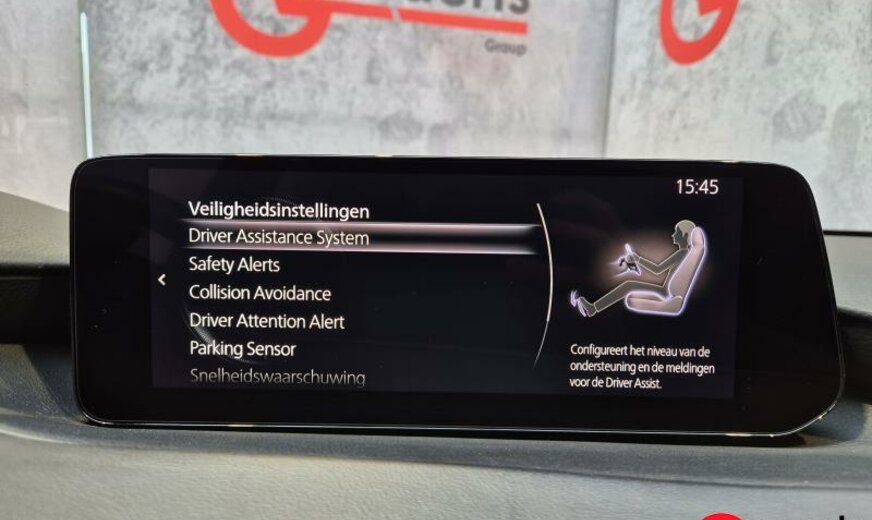 Group
15:45
Veiligheidsinstellingen
Driver Assistance System
Safety Alerts
Collision Avoidance
Driver Attention Alert
Parking Sensor
Snelheidswaarschuwing
Configureert het niveau van de
ondersteuning en de meldingen
voor de Driver Assist.